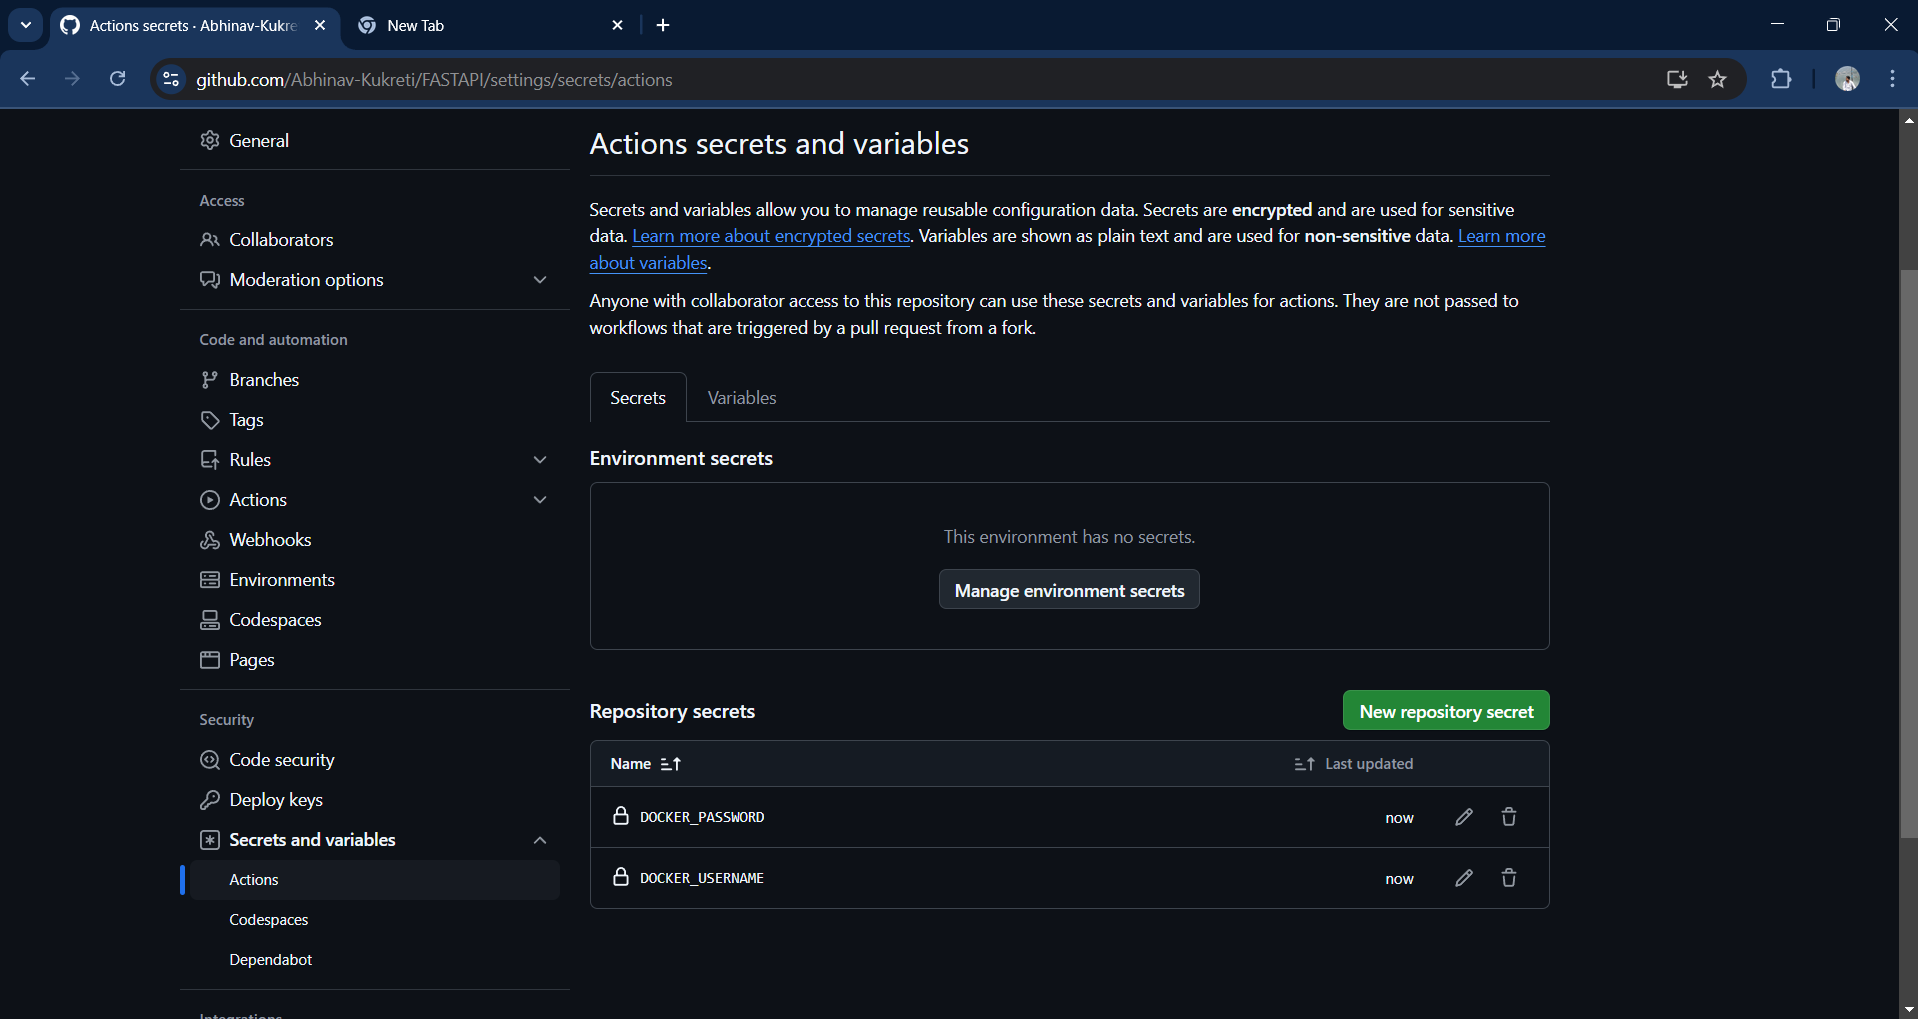 Actions secrets · Abhinav-Kukre
New Tab
github.com/Abhinav-Kukreti/FASTAPI/settings/secrets/actions
General
Access
Collaborators
Moderation options
Code and automation
Branches
Tags
Rules
Actions
Webhooks
Environments
Codespaces
Pages
Security
Code security
Deploy keys
Secrets and variables
Actions
Codespaces
Dependabot
Integrations
Actions secrets and variables
Secrets and variables allow you to manage reusable configuration data. Secrets are encrypted and are used for sensitive
data. Learn more about encrypted secrets. Variables are shown as plain text and are used for non-sensitive data. Learn more
about variables.
Anyone with collaborator access to this repository can use these secrets and variables for actions. They are not passed to
workflows that are triggered by a pull request from a fork.
Secrets Variables
Environment secrets
This environment has no secrets.
Manage environment secrets
Repository secrets New repository secret
Name Last updated
DOCKER_PASSWORD now
DOCKER_USERNAME now